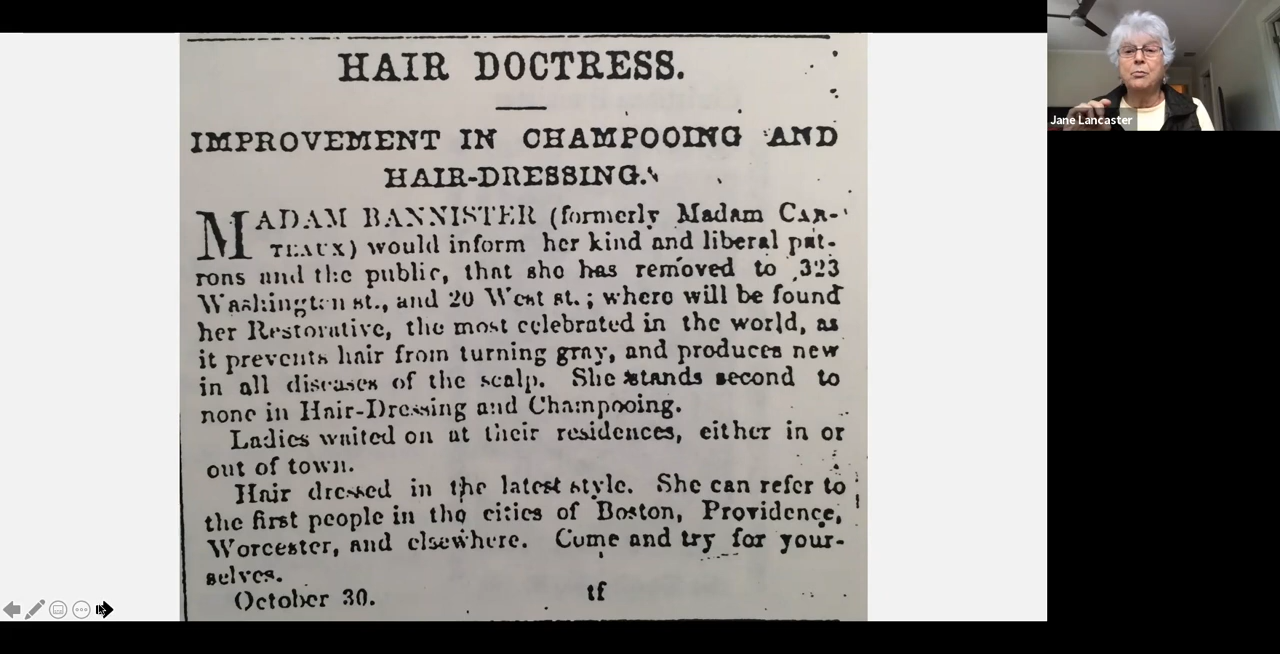 HAIR DOCTRESS.
IMPROVEMENT IN CHAMPOOING AND
HAIR-DRESSING.
MADAM BANNISTER (formerly Madam CAR-
TEAUX) would inform her kind and liberal pat-
rons and the public, that she has removed to 323
Washington st., and 20 West st.; where will be found
her Restorative, the most celebrated in the world, as
it prevents hair from turning gray, and produces new
in all diseases of the scalp. She stands second to
none in Hair-Dressing and Champooing.
Ladies waited on at their residences, either in or
out of town.
Hair dressed in the latest style. She can refer to
the first people in the cities of Boston, Providence,
Worcester, and elsewhere. Come and try for your-
selves.
October 30. tf
Jane Lancaster